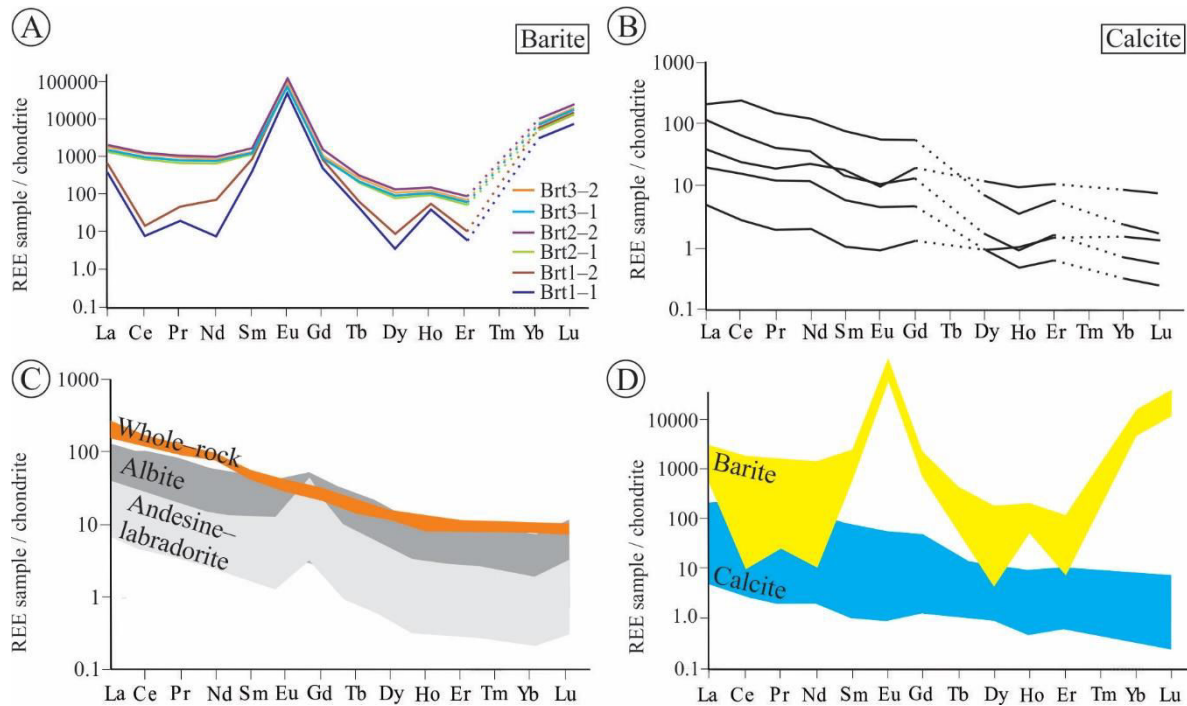 A
Barite
REE sample / chondrite
100000
10000
1000
100
10
1.0
0.1
Brt3–2
Brt3–1
Brt2–2
Brt2–1
Brt1–2
Brt1–1
La Ce Pr Nd Sm Eu Gd Tb Dy Ho Er Tm Yb Lu
B
Calcite
REE sample / chondrite
1000
100
10
1
0.1
La Ce Pr Nd Sm Eu Gd Tb Dy Ho Er Tm Yb Lu
C
REE sample / chondrite
1000
100
10
1
0.1
Whole–rock
Albite
Andesine–
labradorite
La Ce Pr Nd Sm Eu Gd Tb Dy Ho Er Tm Yb Lu
D
REE sample / chondrite
10000
1000
100
10
1.0
0.1
Barite
Calcite
La Ce Pr Nd Sm Eu Gd Tb Dy Ho Er Tm Yb Lu